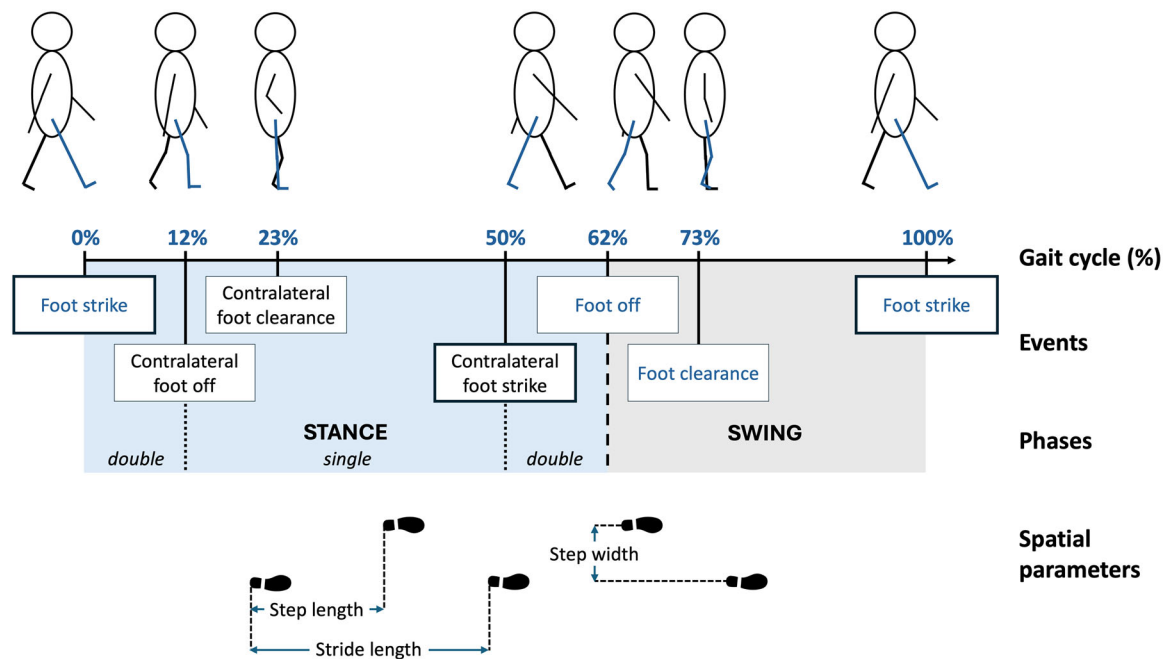 0%
12%
23%
50%
62%
73%
100%
Gait cycle (%)
Foot strike
Contralateral
foot clearance
Foot off
Foot strike
Contralateral
foot off
Contralateral
foot strike
Foot clearance
Events
STANCE
SWING
Phases
double
single
double
Step width
Spatial
parameters
Step length
Stride length